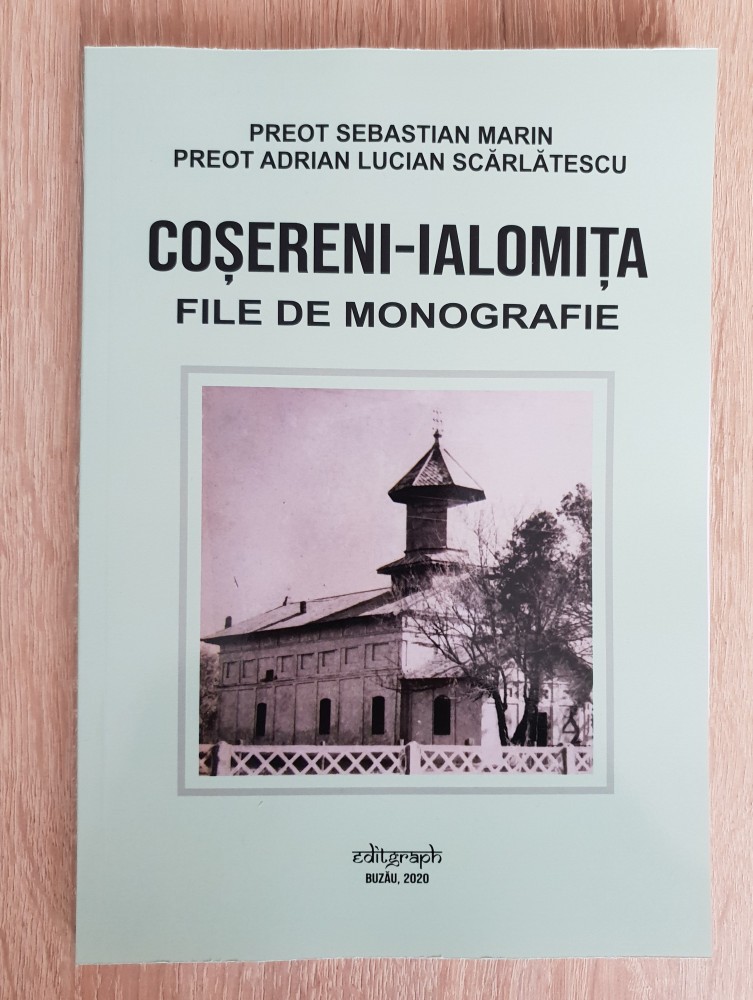 PREOT SEBASTIAN MARIN
PREOT ADRIAN LUCIAN SCĂRLĂTESCU
COȘERENI-IALOMIȚA
FILE DE MONOGRAFIE
editgraph
BUZĂU, 2020